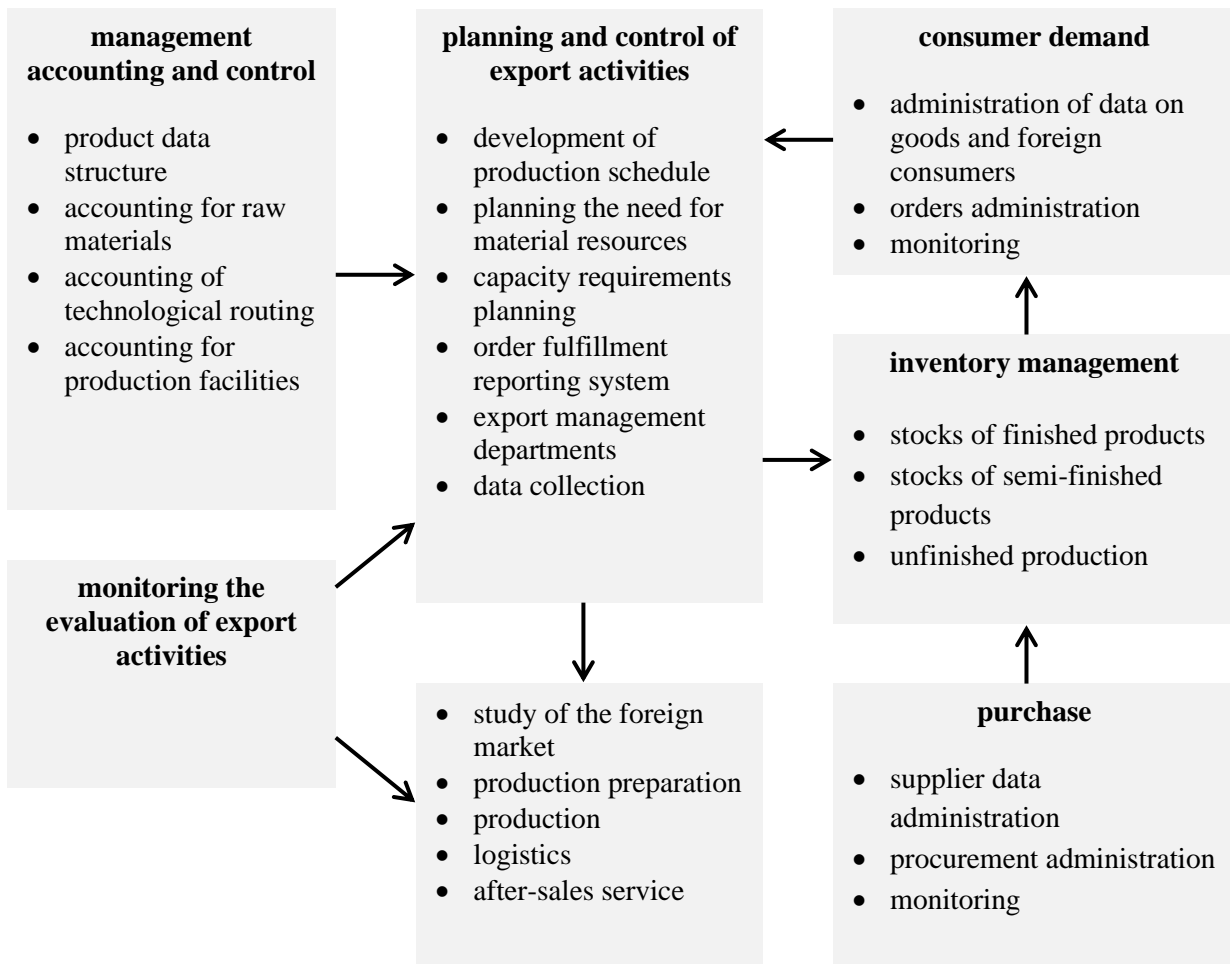 management
accounting and control
• product data
structure
• accounting for raw
materials
• accounting of
technological routing
• accounting for
production facilities
monitoring the
evaluation of export
activities
planning and control of
export activities
• development of
production schedule
• planning the need for
material resources
• capacity requirements
planning
• order fulfillment
reporting system
• export management
departments
• data collection
• study of the foreign
market
• production preparation
• production
• logistics
• after-sales service
consumer demand
• administration of data on
goods and foreign
consumers
• orders administration
• monitoring
inventory management
• stocks of finished products
• stocks of semi-finished
products
• unfinished production
purchase
• supplier data
administration
• procurement administration
• monitoring